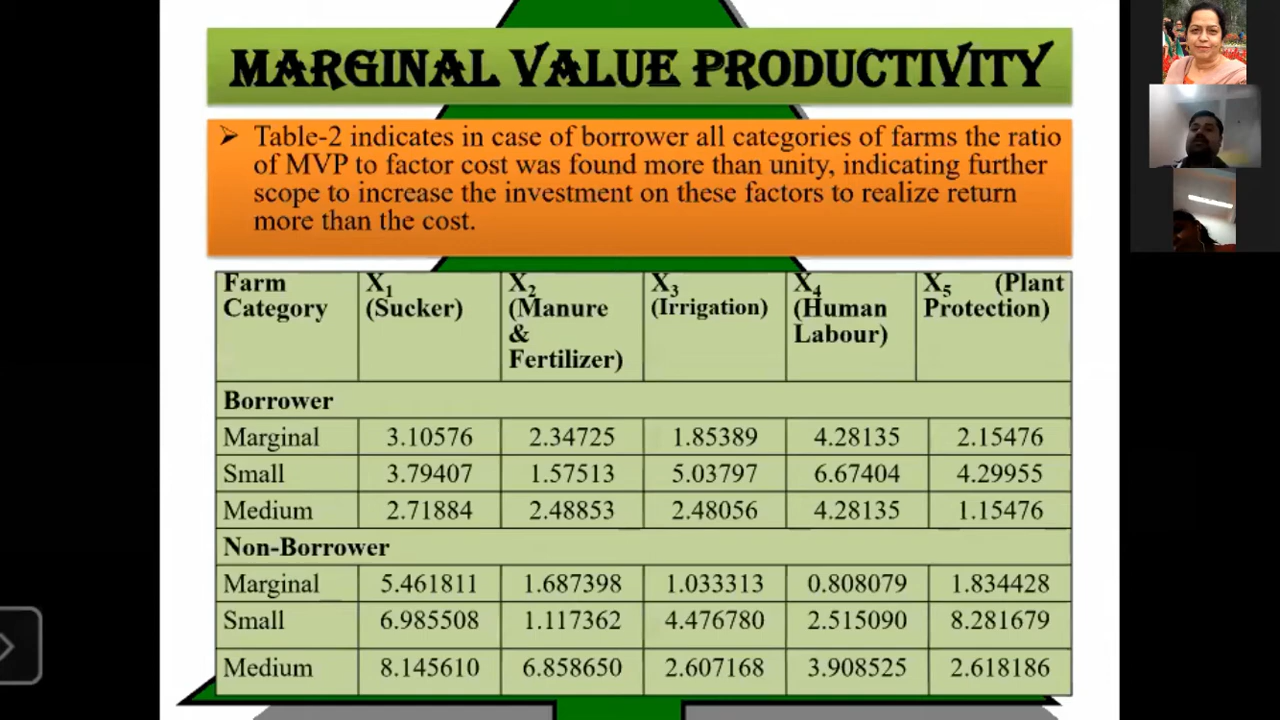 MARGINAL VALUE PRODUCTIVITY
➢ Table-2 indicates in case of borrower all categories of farms the ratio
of MVP to factor cost was found more than unity, indicating further
scope to increase the investment on these factors to realize return
more than the cost.
Farm Category X₁ (Sucker) X₂ (Manure & Fertilizer) X₃ (Irrigation) X₄ (Human Labour) X₅ (Plant Protection)
Borrower
Marginal 3.10576 2.34725 1.85389 4.28135 2.15476
Small 3.79407 1.57513 5.03797 6.67404 4.29955
Medium 2.71884 2.48853 2.48056 4.28135 1.15476
Non-Borrower
Marginal 5.461811 1.687398 1.033313 0.808079 1.834428
Small 6.985508 1.117362 4.476780 2.515090 8.281679
Medium 8.145610 6.858650 2.607168 3.908525 2.618186